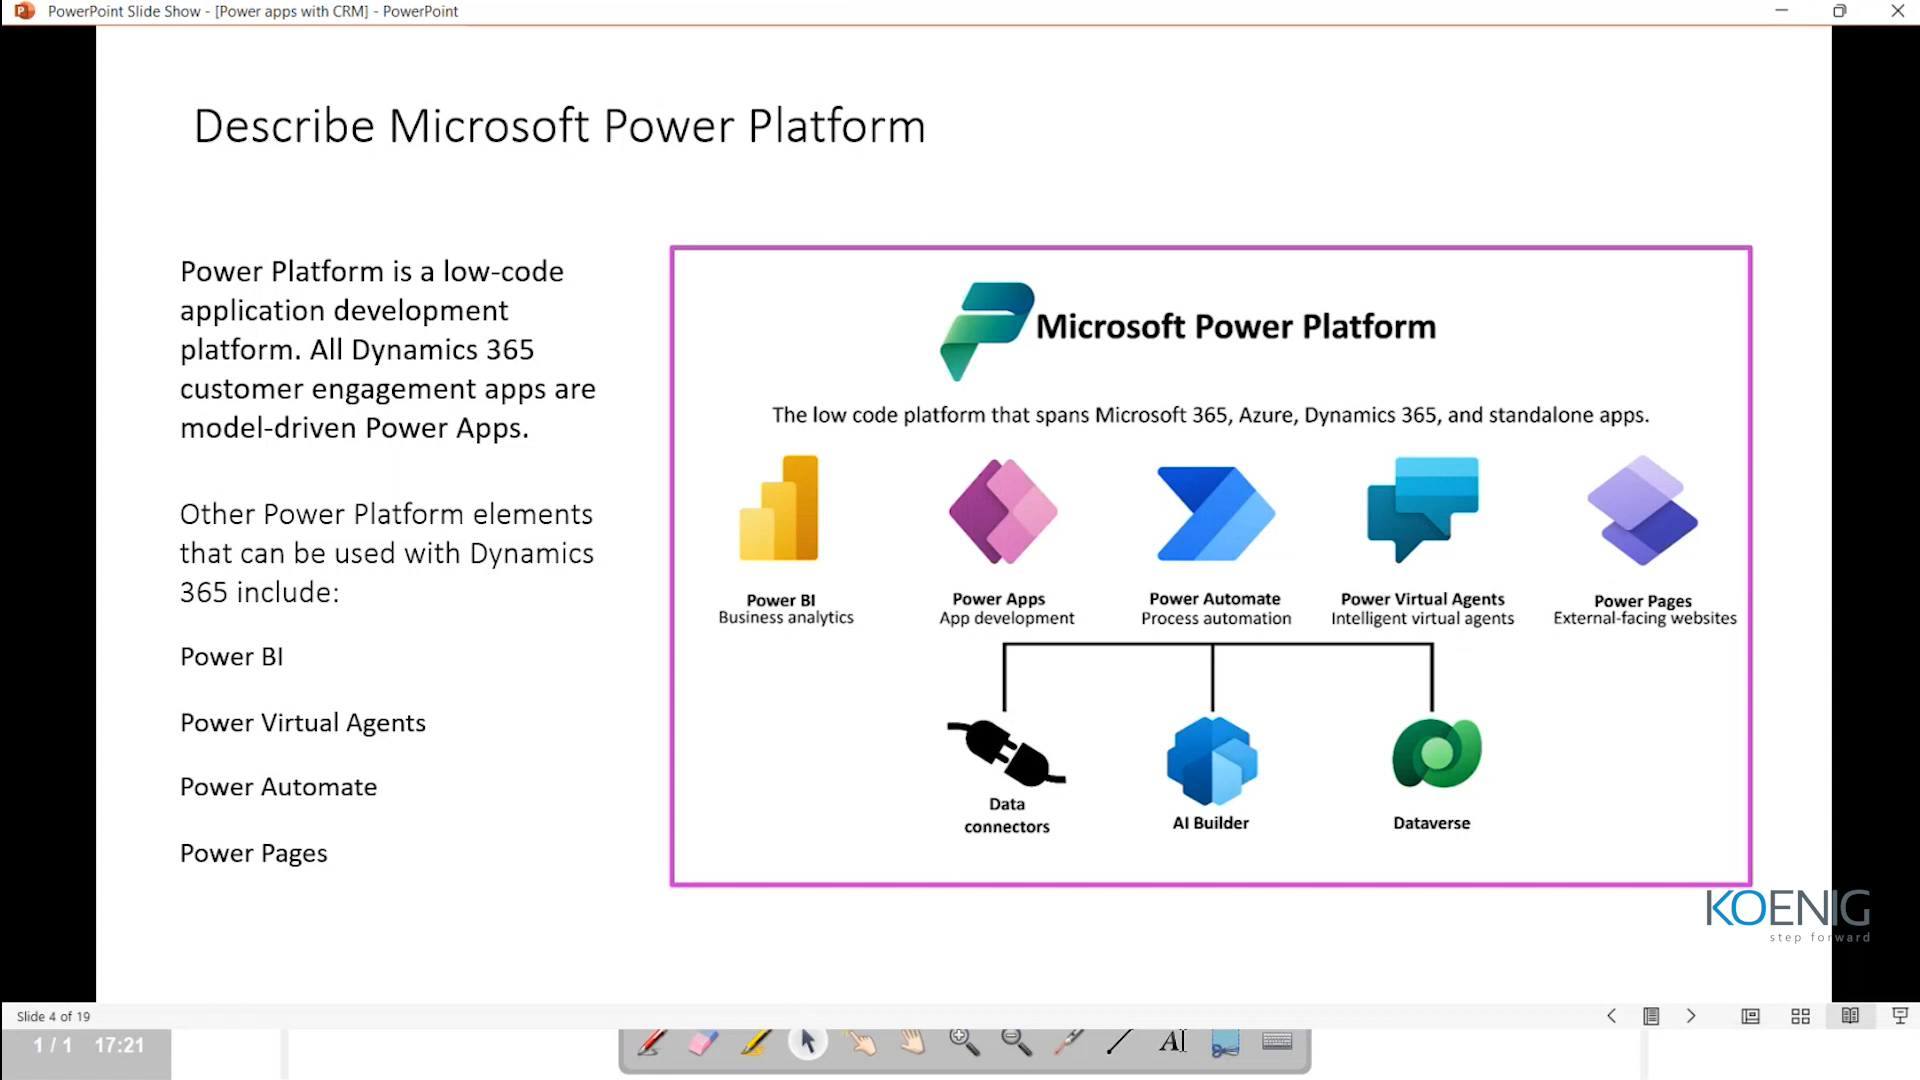 PowerPoint Slide Show - [Power apps with CRM] - PowerPoint
Describe Microsoft Power Platform
Power Platform is a low-code
application development
platform. All Dynamics 365
customer engagement apps are
model-driven Power Apps.
Other Power Platform elements
that can be used with Dynamics
365 include:
Power BI
Power Virtual Agents
Power Automate
Power Pages
Microsoft Power Platform
The low code platform that spans Microsoft 365, Azure, Dynamics 365, and standalone apps.
Power BI
Business analytics
Power Apps
App development
Power Automate
Process automation
Power Virtual Agents
Intelligent virtual agents
Power Pages
External-facing websites
Data
connectors
AI Builder
Dataverse
KOENIG
step forward
Slide 4 of 19
1 / 1 17:21